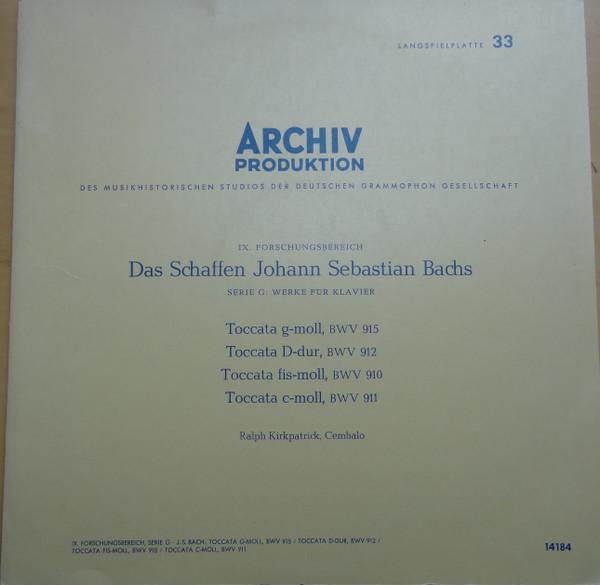 LANGSPIELPLATTE 33
ARCHIV
PRODUKTION
DES MUSIKHISTORISCHEN STUDIOS DER DEUTSCHEN GRAMMOPHON GESELLSCHAFT
IX. FORSCHUNGSBEREICH
Das Schaffen Johann Sebastian Bachs
SERIE G: WERKE FÜR KLAVIER
Toccata g-moll, BWV 915
Toccata D-dur, BWV 912
Toccata fis-moll, BWV 910
Toccata c-moll, BWV 911
Ralph Kirkpatrick, Cembalo
IX. FORSCHUNGSBEREICH, SERIE G - J. S. BACH: TOCCATA G-MOLL, BWV 915 / TOCCATA D-DUR, BWV 912 /
TOCCATA FIS-MOLL, BWV 910 / TOCCATA C-MOLL, BWV 911
14184